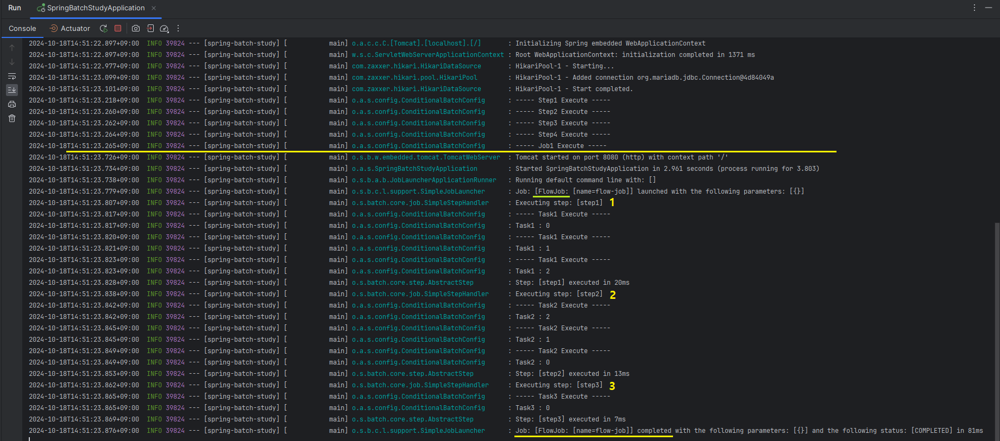 Run SpringBatchStudyApplication
Console Actuator
2024-10-18T14:51:22.897+09:00 INFO 39824 --- [spring-batch-study] [ main] o.a.c.c.C.[Tomcat].[localhost].[/] : Initializing Spring embedded WebApplicationContext
2024-10-18T14:51:22.897+09:00 INFO 39824 --- [spring-batch-study] [ main] w.s.c.ServletWebServerApplicationContext : Root WebApplicationContext: initialization completed in 1371 ms
2024-10-18T14:51:22.977+09:00 INFO 39824 --- [spring-batch-study] [ main] com.zaxxer.hikari.HikariDataSource : HikariPool-1 - Starting...
2024-10-18T14:51:23.099+09:00 INFO 39824 --- [spring-batch-study] [ main] com.zaxxer.hikari.pool.HikariPool : HikariPool-1 - Added connection org.mariadb.jdbc.Connection@4d84049a
2024-10-18T14:51:23.101+09:00 INFO 39824 --- [spring-batch-study] [ main] com.zaxxer.hikari.HikariDataSource : HikariPool-1 - Start completed.
2024-10-18T14:51:23.218+09:00 INFO 39824 --- [spring-batch-study] [ main] o.a.s.config.ConditionalBatchConfig : ----- Step1 Execute -----
2024-10-18T14:51:23.260+09:00 INFO 39824 --- [spring-batch-study] [ main] o.a.s.config.ConditionalBatchConfig : ----- Step2 Execute -----
2024-10-18T14:51:23.262+09:00 INFO 39824 --- [spring-batch-study] [ main] o.a.s.config.ConditionalBatchConfig : ----- Step3 Execute -----
2024-10-18T14:51:23.264+09:00 INFO 39824 --- [spring-batch-study] [ main] o.a.s.config.ConditionalBatchConfig : ----- Step4 Execute -----
2024-10-18T14:51:23.265+09:00 INFO 39824 --- [spring-batch-study] [ main] o.a.s.config.ConditionalBatchConfig : ----- Job1 Execute -----
2024-10-18T14:51:23.726+09:00 INFO 39824 --- [spring-batch-study] [ main] o.s.b.w.embedded.tomcat.TomcatWebServer : Tomcat started on port 8080 (http) with context path '/'
2024-10-18T14:51:23.734+09:00 INFO 39824 --- [spring-batch-study] [ main] o.a.s.SpringBatchStudyApplication : Started SpringBatchStudyApplication in 2.961 seconds (process running for 3.803)
2024-10-18T14:51:23.738+09:00 INFO 39824 --- [spring-batch-study] [ main] o.s.b.a.b.JobLauncherApplicationRunner : Running default command line with: []
2024-10-18T14:51:23.779+09:00 INFO 39824 --- [spring-batch-study] [ main] o.s.b.c.l.support.SimpleJobLauncher : Job: [FlowJob: [name=flow-job]] launched with the following parameters: [{}]
2024-10-18T14:51:23.807+09:00 INFO 39824 --- [spring-batch-study] [ main] o.s.batch.core.job.SimpleStepHandler : Executing step: [step1] 1
2024-10-18T14:51:23.817+09:00 INFO 39824 --- [spring-batch-study] [ main] o.a.s.config.ConditionalBatchConfig : ----- Task1 Execute -----
2024-10-18T14:51:23.817+09:00 INFO 39824 --- [spring-batch-study] [ main] o.a.s.config.ConditionalBatchConfig : Task1 : 0
2024-10-18T14:51:23.820+09:00 INFO 39824 --- [spring-batch-study] [ main] o.a.s.config.ConditionalBatchConfig : ----- Task1 Execute -----
2024-10-18T14:51:23.821+09:00 INFO 39824 --- [spring-batch-study] [ main] o.a.s.config.ConditionalBatchConfig : Task1 : 1
2024-10-18T14:51:23.823+09:00 INFO 39824 --- [spring-batch-study] [ main] o.a.s.config.ConditionalBatchConfig : ----- Task1 Execute -----
2024-10-18T14:51:23.823+09:00 INFO 39824 --- [spring-batch-study] [ main] o.a.s.config.ConditionalBatchConfig : Task1 : 2
2024-10-18T14:51:23.828+09:00 INFO 39824 --- [spring-batch-study] [ main] o.s.batch.core.step.AbstractStep : Step: [step1] executed in 20ms
2024-10-18T14:51:23.838+09:00 INFO 39824 --- [spring-batch-study] [ main] o.s.batch.core.job.SimpleStepHandler : Executing step: [step2] 2
2024-10-18T14:51:23.842+09:00 INFO 39824 --- [spring-batch-study] [ main] o.a.s.config.ConditionalBatchConfig : ----- Task2 Execute -----
2024-10-18T14:51:23.842+09:00 INFO 39824 --- [spring-batch-study] [ main] o.a.s.config.ConditionalBatchConfig : Task2 : 2
2024-10-18T14:51:23.845+09:00 INFO 39824 --- [spring-batch-study] [ main] o.a.s.config.ConditionalBatchConfig : ----- Task2 Execute -----
2024-10-18T14:51:23.845+09:00 INFO 39824 --- [spring-batch-study] [ main] o.a.s.config.ConditionalBatchConfig : Task2 : 1
2024-10-18T14:51:23.849+09:00 INFO 39824 --- [spring-batch-study] [ main] o.a.s.config.ConditionalBatchConfig : ----- Task2 Execute -----
2024-10-18T14:51:23.849+09:00 INFO 39824 --- [spring-batch-study] [ main] o.a.s.config.ConditionalBatchConfig : Task2 : 0
2024-10-18T14:51:23.853+09:00 INFO 39824 --- [spring-batch-study] [ main] o.s.batch.core.step.AbstractStep : Step: [step2] executed in 13ms
2024-10-18T14:51:23.862+09:00 INFO 39824 --- [spring-batch-study] [ main] o.s.batch.core.job.SimpleStepHandler : Executing step: [step3] 3
2024-10-18T14:51:23.865+09:00 INFO 39824 --- [spring-batch-study] [ main] o.a.s.config.ConditionalBatchConfig : ----- Task3 Execute -----
2024-10-18T14:51:23.865+09:00 INFO 39824 --- [spring-batch-study] [ main] o.a.s.config.ConditionalBatchConfig : Task3 : 0
2024-10-18T14:51:23.869+09:00 INFO 39824 --- [spring-batch-study] [ main] o.s.batch.core.step.AbstractStep : Step: [step3] executed in 7ms
2024-10-18T14:51:23.876+09:00 INFO 39824 --- [spring-batch-study] [ main] o.s.b.c.l.support.SimpleJobLauncher : Job: [FlowJob: [name=flow-job]] completed with the following parameters: [{}] and the following status: [COMPLETED] in 81ms